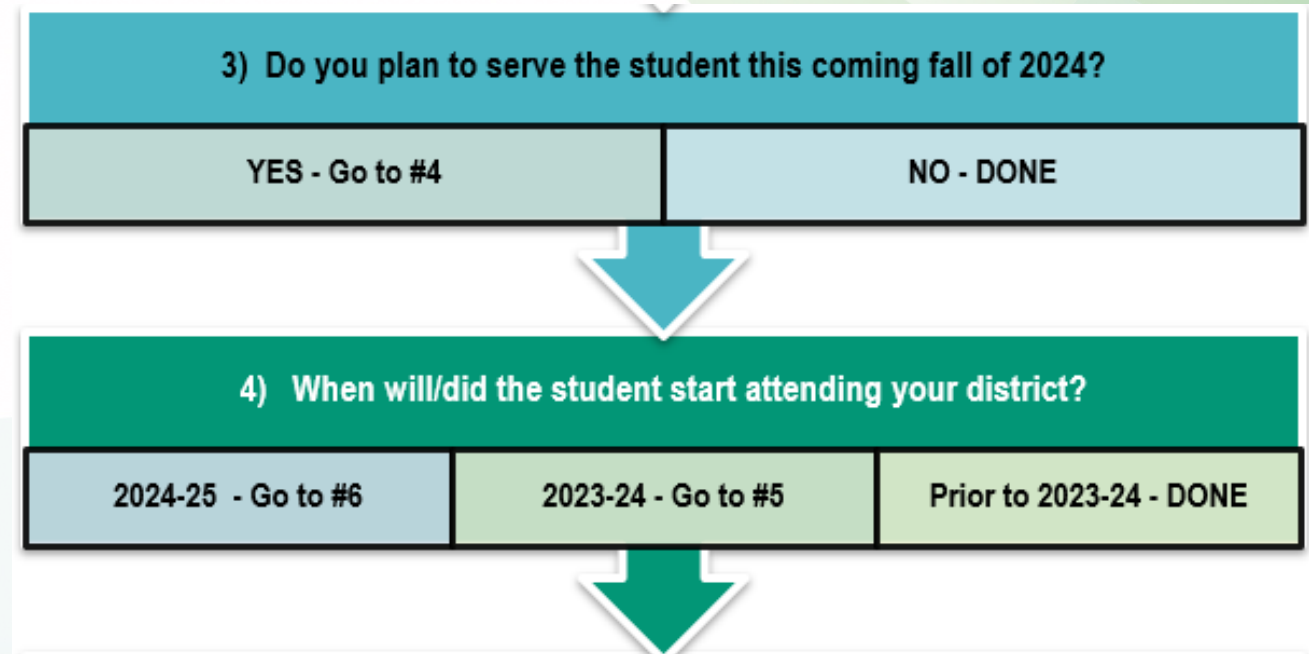 3) Do you plan to serve the student this coming fall of 2024?
YES - Go to #4
NO - DONE
4) When will/did the student start attending your district?
2024-25 - Go to #6
2023-24 - Go to #5
Prior to 2023-24 - DONE